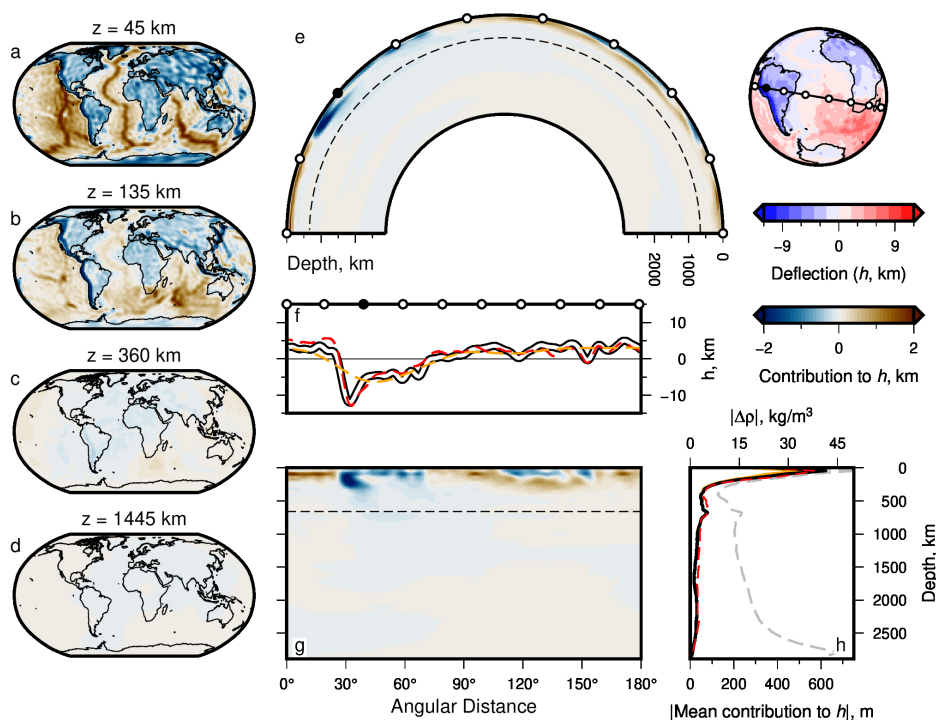 z = 45 km
a
z = 135 km
b
z = 360 km
c
z = 1445 km
d
e
Depth, km
2000
1000
0
−9
0
9
Deflection (h, km)
−2
0
2
Contribution to h, km
f
10
0
−10
h, km
g
0°
30°
60°
90°
120°
150°
180°
Angular Distance
|Δρ|, kg/m³
0
15
30
45
0
500
1000
1500
2000
2500
Depth, km
h
0
200
400
600
|Mean contribution to h|, m